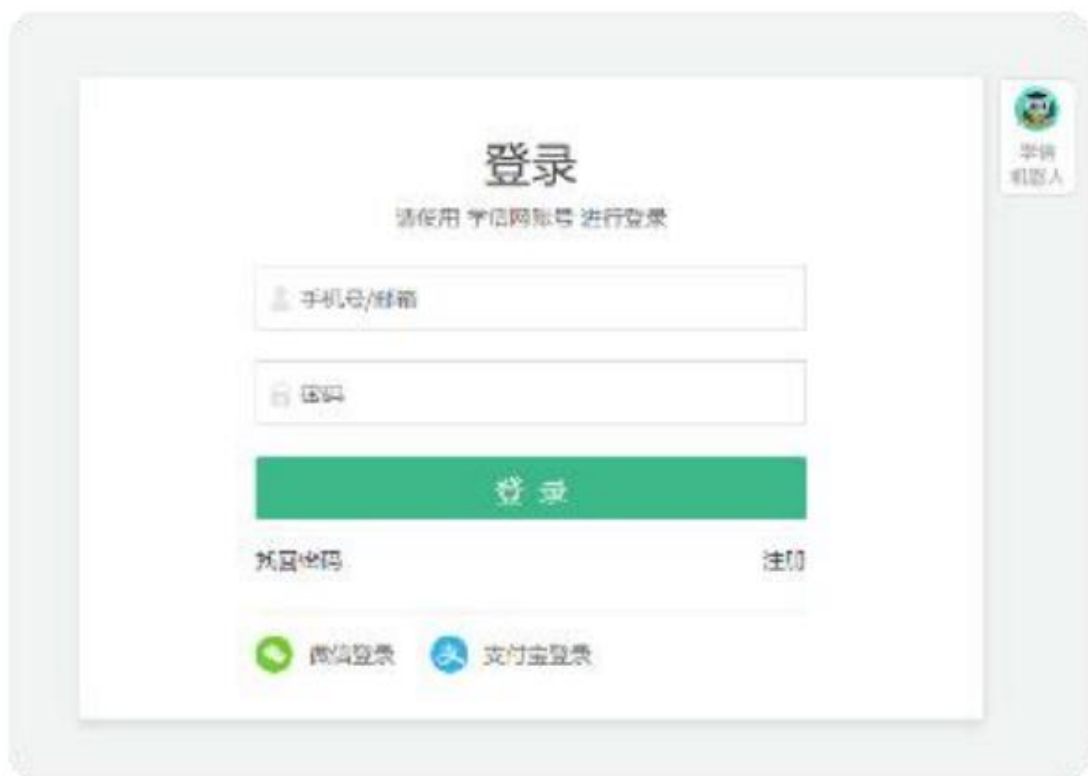 登录
请使用 学信网账号 进行登录
手机号/邮箱
密码
登 录
找回密码
注册
微信登录
支付宝登录
学信
机器人